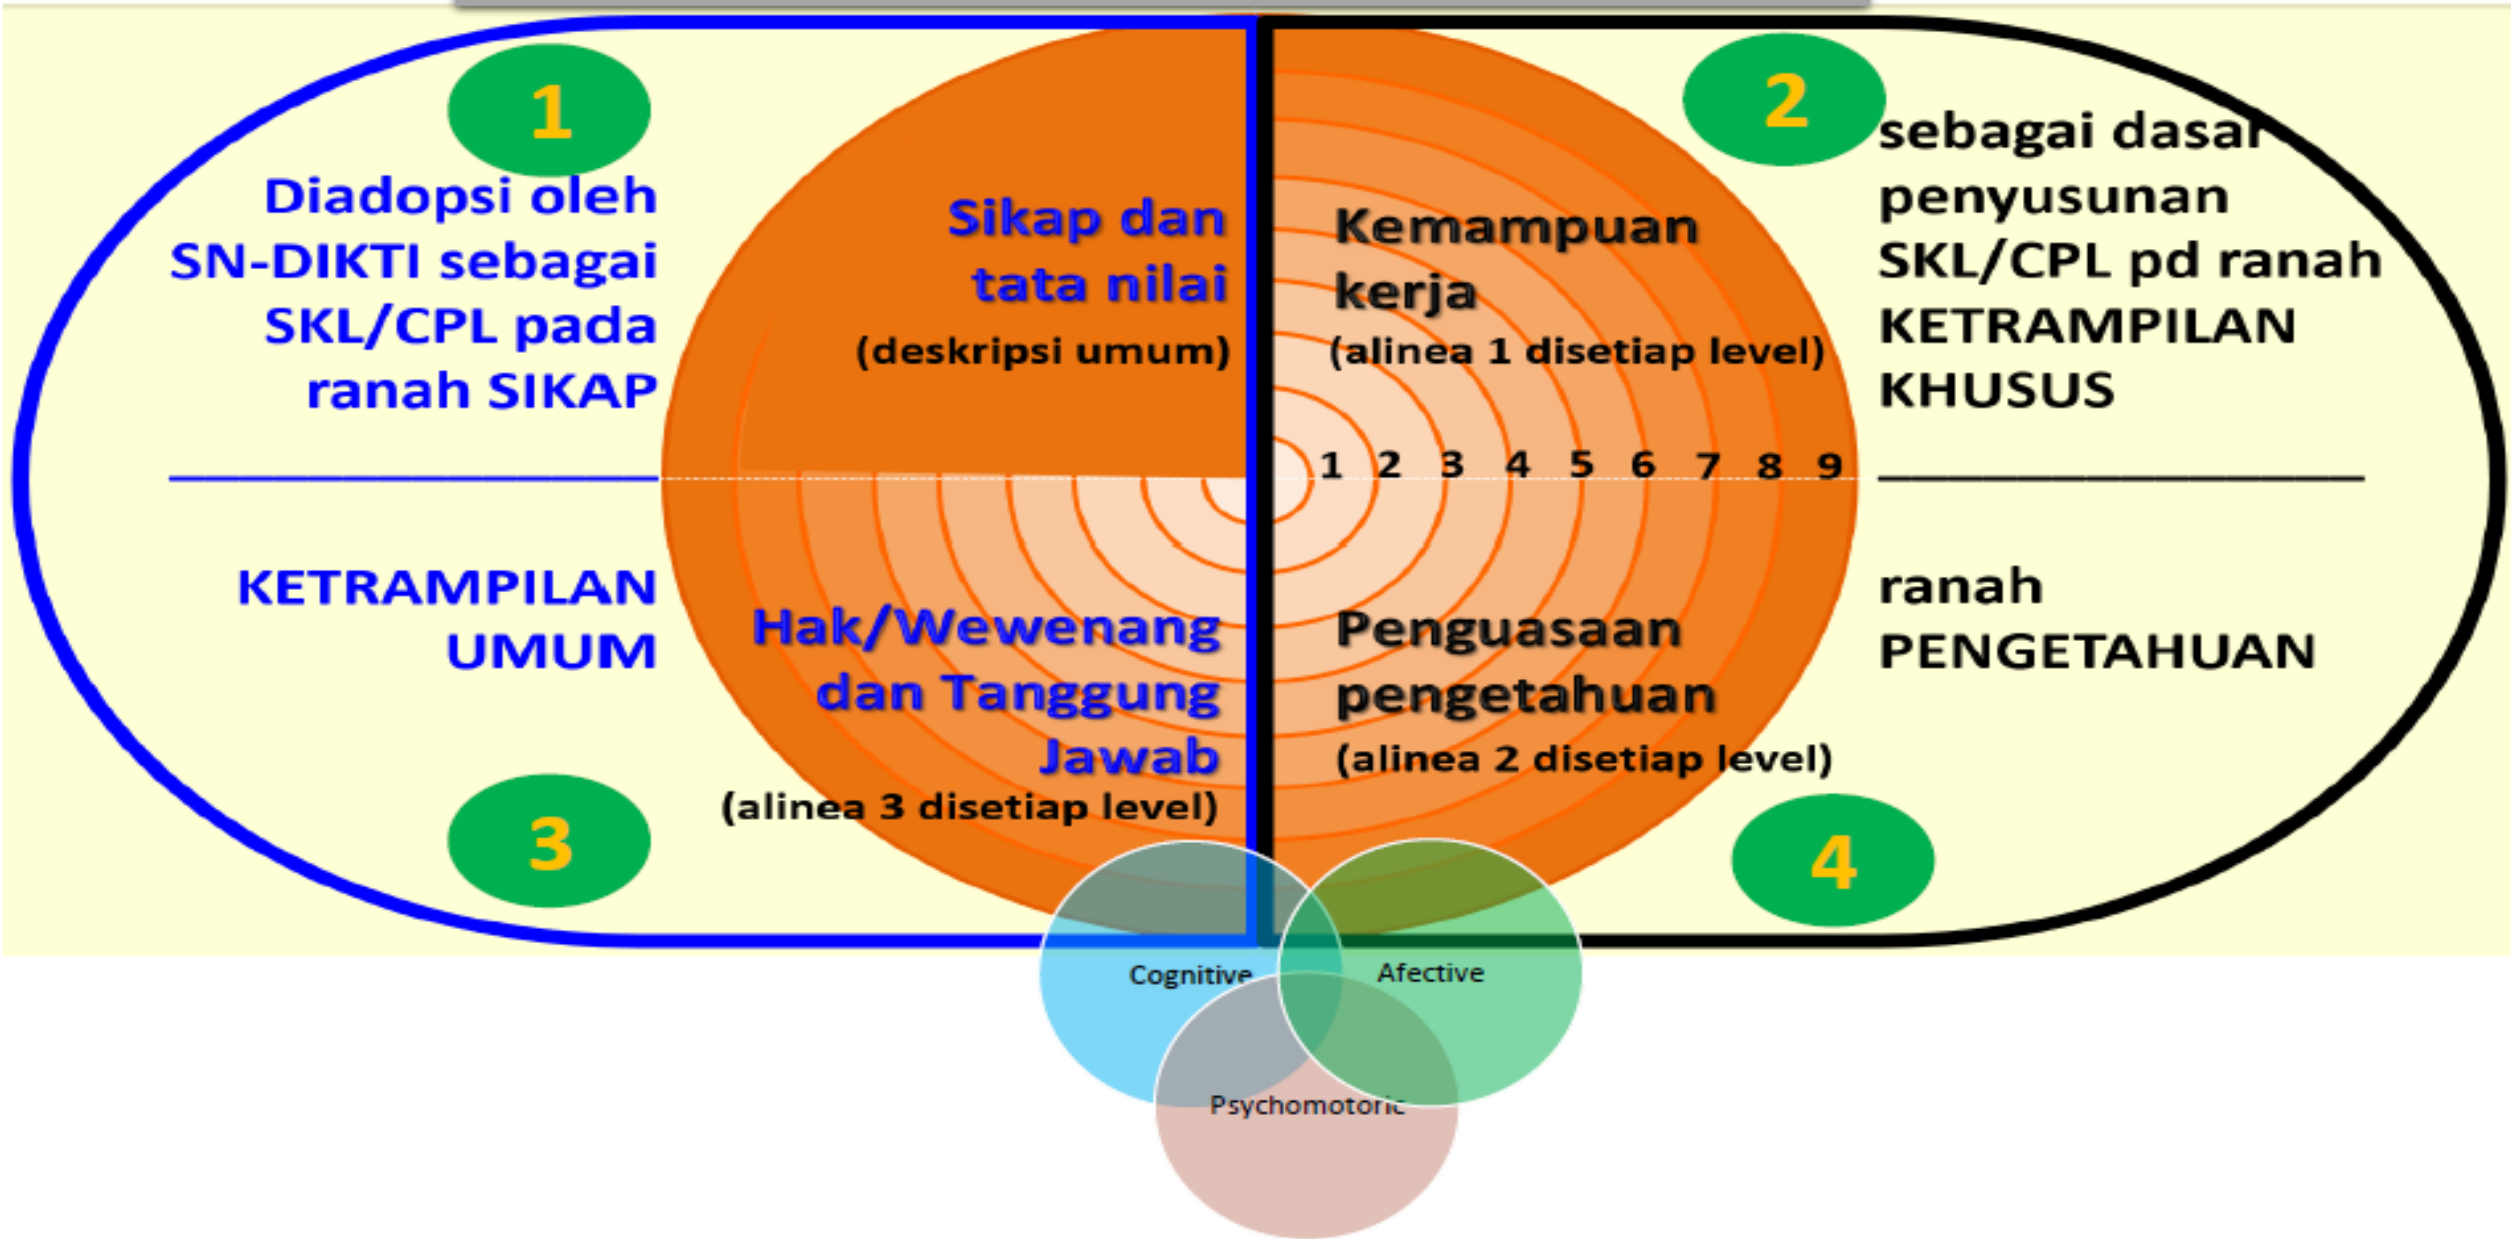 1
Diadopsi oleh
SN-DIKTI sebagai
SKL/CPL pada
ranah SIKAP
Sikap dan
tata nilai
(deskripsi umum)
Kemampuan
kerja
(alinea 1 disetiap level)
2
sebagai dasar
penyusunan
SKL/CPL pd ranah
KETRAMPILAN
KHUSUS
1 2 3 4 5 6 7 8 9
KETRAMPILAN
UMUM
3
Hak/Wewenang
dan Tanggung
Jawab
(alinea 3 disetiap level)
Penguasaan
pengetahuan
(alinea 2 disetiap level)
ranah
PENGETAHUAN
4
Cognitive
Afective
Psychomotoric